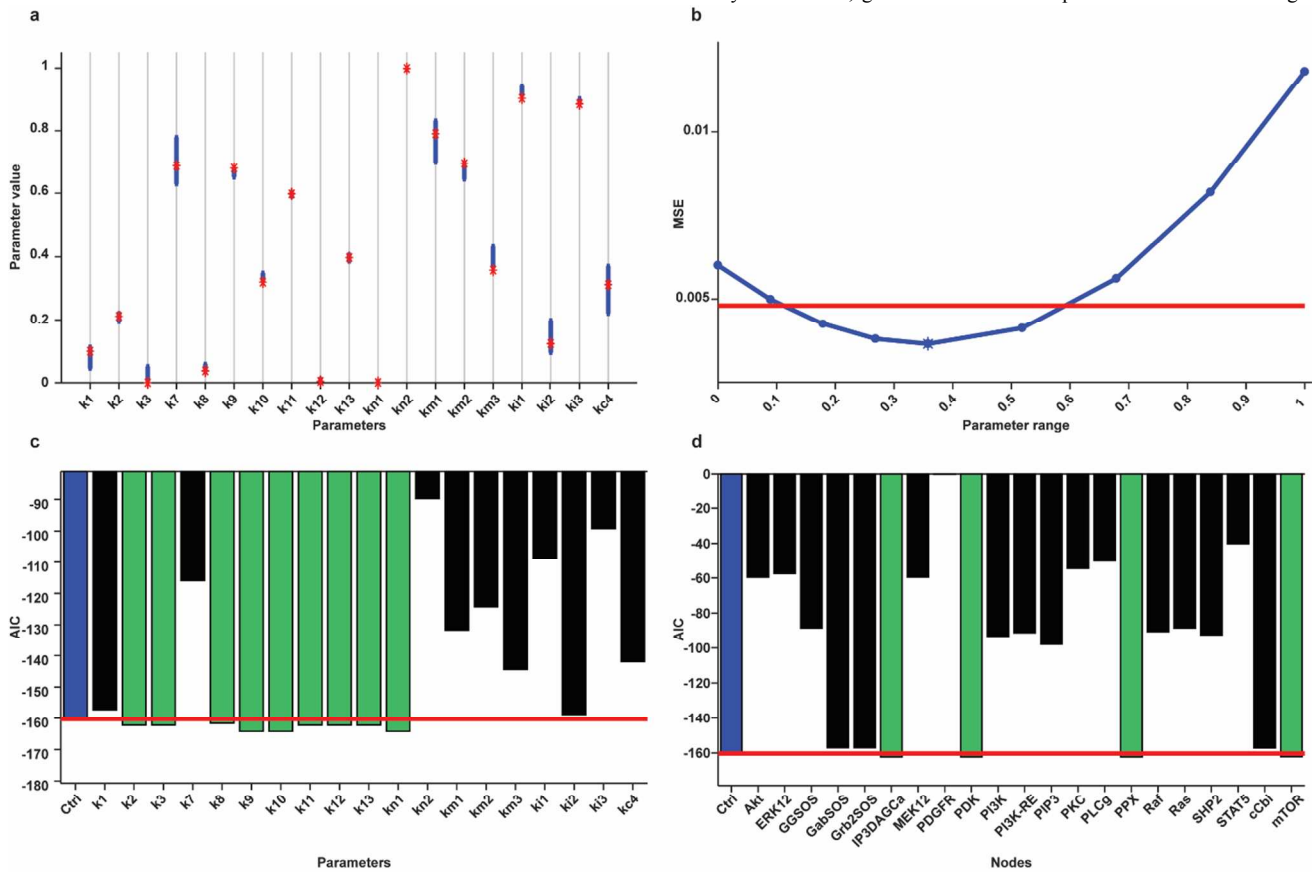 a
1
0.8
0.6
0.4
0.2
0
Parameter value
k1 k2 k3 k7 k8 k9 k10 k11 k12 k13 km1 kn2 km1 km2 km3 ki1 ki2 ki3 kc4
Parameters
b
0.01
0.005
MSE
0 0.1 0.2 0.3 0.4 0.5 0.6 0.7 0.8 0.9 1
Parameter range
c
-90
-100
-110
-120
-130
-140
-150
-160
-170
-180
AIC
Ctrl k1 k2 k3 k7 k8 k9 k10 k11 k12 k13 km1 kn2 km1 km2 km3 ki1 ki2 ki3 kc4
Parameters
d
0
-20
-40
-60
-80
-100
-120
-140
-160
AIC
Ctrl Akt ERK12 GGSOS GabSOS Grb2SOS IP3DAGCa MEK12 PDGFR PDK PI3K PI3K-RE PIP3 PKC PLCg PPX Raf Ras SHP2 STAT5 cCbl mTOR
Nodes